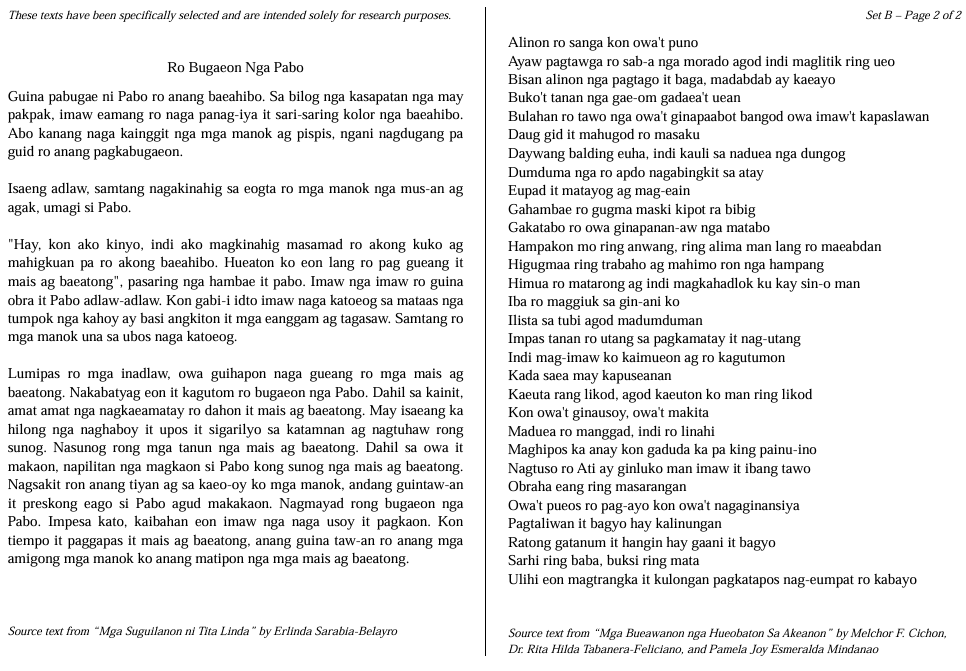 These texts have been specifically selected and are intended solely for research purposes.
Set B – Page 2 of 2
Ro Bugaeon Nga Pabo
Guina pabugae ni Pabo ro anang baeahibo. Sa bilog nga kasapatan nga may
pakpak, imaw eamang ro naga panag-iya it sari-saring kolor nga baeahibo.
Abo kanang naga kainggit nga mga manok ag pispis, ngani nagdugang pa
guid ro anang pagkabugaeon.
Isaeng adlaw, samtang nagakinahig sa eogta ro mga manok nga mus-an ag
agak, umagi si Pabo.
"Hay, kon ako kinyo, indi ako magkinahig masamad ro akong kuko ag
mahigkuan pa ro akong baeahibo. Hueaton ko eon lang ro pag gueang it
mais ag baeatong", pasaring nga hambae it pabo. Imaw nga imaw ro guina
obra it Pabo adlaw-adlaw. Kon gabi-i idto imaw naga katoeog sa mataas nga
tumpok nga kahoy ay basi angkiton it mga eanggam ag tagasaw. Samtang ro
mga manok una sa ubos naga katoeog.
Lumipas ro mga inadlaw, owa guihapon naga gueang ro mga mais ag
baeatong. Nakabatyag eon it kagutom ro bugaeon nga Pabo. Dahil sa kainit,
amat amat nga nagkaeamatay ro dahon it mais ag baeatong. May isaeang ka
hilong nga naghaboy it upos it sigarilyo sa katamnan ag nagtuhaw rong
sunog. Nasunog rong mga tanun nga mais ag baeatong. Dahil sa owa it
makaon, napilitan nga magkaon si Pabo kong sunog nga mais ag baeatong.
Nagsakit ron anang tiyan ag sa kaeo-oy ko mga manok, andang guintaw-an
it preskong eago si Pabo agud makakaon. Nagmayad rong bugaeon nga
Pabo. Impesa kato, kaibahan eon imaw nga naga usoy it pagkaon. Kon
tiempo it paggapas it mais ag baeatong, anang guina taw-an ro anang mga
amigong mga manok ko anang matipon nga mga mais ag baeatong.
Source text from “Mga Suguilanon ni Tita Linda” by Erlinda Sarabia-Belayro
Alinon ro sanga kon owa't puno
Ayaw pagtawga ro sab-a nga morado agod indi maglitik ring ueo
Bisan alinon nga pagtago it baga, madabdab ay kaeayo
Buko't tanan nga gae-om gadaea't uean
Bulahan ro tawo nga owa't ginapaabot bangod owa imaw't kapaslawan
Daug gid it mahugod ro masaku
Daywang balding euha, indi kauli sa naduea nga dungog
Dumduma nga ro apdo nagabingkit sa atay
Eupad it matayog ag mag-eain
Gahambae ro gugma maski kipot ra bibig
Gakatabo ro owa ginapanan-aw nga matabo
Hampakon mo ring anwang, ring alima man lang ro maeabdan
Higugmaa ring trabaho ag mahimo ron nga hampang
Himua ro matarong ag indi magkahadlok ku kay sin-o man
Iba ro maggiuk sa gin-ani ko
Ilista sa tubi agod madumduman
Impas tanan ro utang sa pagkamatay it nag-utang
Indi mag-imaw ko kaimueon ag ro kagutumon
Kada saea may kapuseanan
Kaeuta rang likod, agod kaeuton ko man ring likod
Kon owa't ginausoy, owa't makita
Maduea ro manggad, indi ro linahi
Maghipos ka anay kon gaduda ka pa king painu-ino
Nagtuso ro Ati ay ginluko man imaw it ibang tawo
Obraha eang ring masarangan
Owa't pueos ro pag-ayo kon owa't nagaginansiya
Pagtaliwan it bagyo hay kalinungan
Ratong gatanum it hangin hay gaani it bagyo
Sarhi ring baba, buksi ring mata
Ulihi eon magtrangka it kulongan pagkatapos nag-eumpat ro kabayo
Source text from “Mga Bueawanon nga Hueobaton Sa Akeanon” by Melchor F. Cichon,
Dr. Rita Hilda Tabanera-Feliciano, and Pamela Joy Esmeralda Mindanao